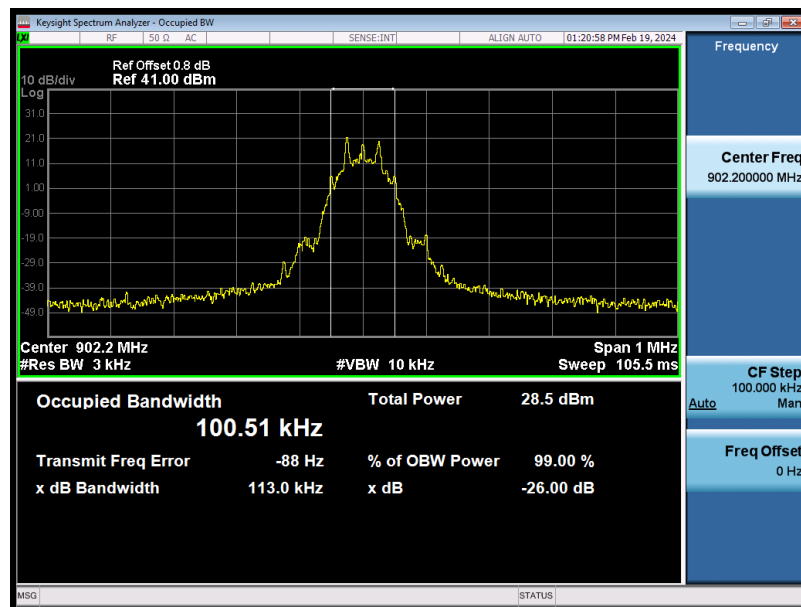 Keysight Spectrum Analyzer - Occupied BW
LXI
RF
50 Ω
AC
SENSE:INT
ALIGN AUTO
01:20:58 PM Feb 19, 2024
Ref Offset 0.8 dB
10 dB/div
Ref 41.00 dBm
Log
31.0
21.0
11.0
1.00
-9.00
-19.0
-29.0
-39.0
-49.0
Center 902.2 MHz
Span 1 MHz
#Res BW 3 kHz
#VBW 10 kHz
Sweep 105.5 ms
Occupied Bandwidth
100.51 kHz
Total Power
28.5 dBm
Transmit Freq Error
-88 Hz
% of OBW Power
99.00 %
x dB Bandwidth
113.0 kHz
x dB
-26.00 dB
MSG
STATUS
Frequency
Center Freq
902.200000 MHz
CF Step
100.000 kHz
Auto
Man
Freq Offset
0 Hz